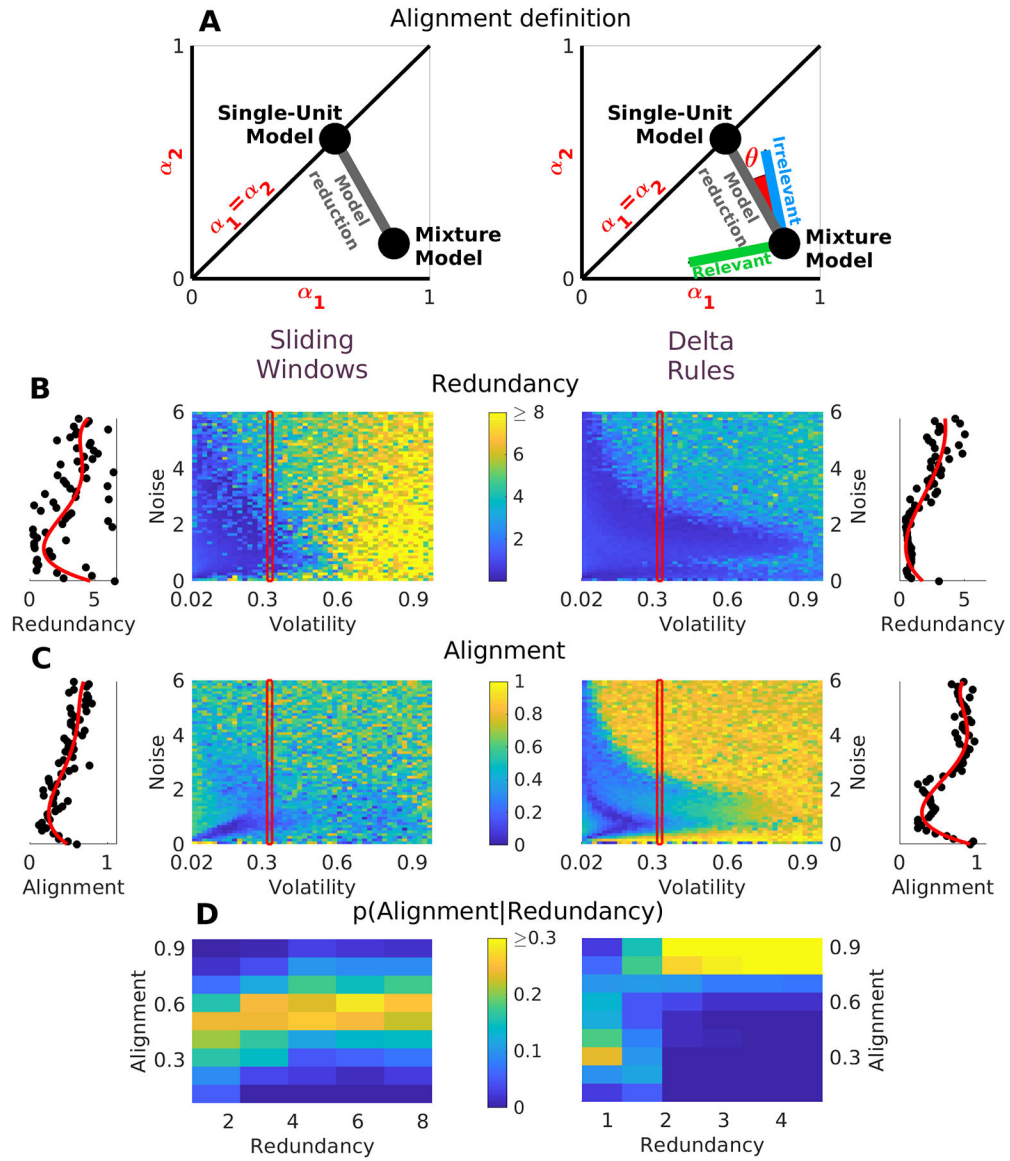 A
Alignment definition
1
0
0
1
α2
α1
α1=α2
Single-Unit
Model
Model
reduction
Mixture
Model
1
0
0
1
α2
α1
α1=α2
Single-Unit
Model
θ
Irrelevant
Model
reduction
Relevant
Mixture
Model
Sliding
Windows
Delta
Rules
B
Redundancy
0
5
Redundancy
6
4
2
0
Noise
0.02
0.3
0.6
0.9
Volatility
≥ 8
6
4
2
0.02
0.3
0.6
0.9
Volatility
6
4
2
0
Noise
0
5
Redundancy
C
Alignment
0
1
Alignment
6
4
2
0
Noise
0.02
0.3
0.6
0.9
Volatility
1
0.8
0.6
0.4
0.2
0
0.02
0.3
0.6
0.9
Volatility
6
4
2
0
Noise
0
1
Alignment
D
p(Alignment|Redundancy)
0.9
0.6
0.3
Alignment
2
4
6
8
Redundancy
≥0.3
0.2
0.1
0
1
2
3
4
Redundancy
0.9
0.6
0.3
Alignment